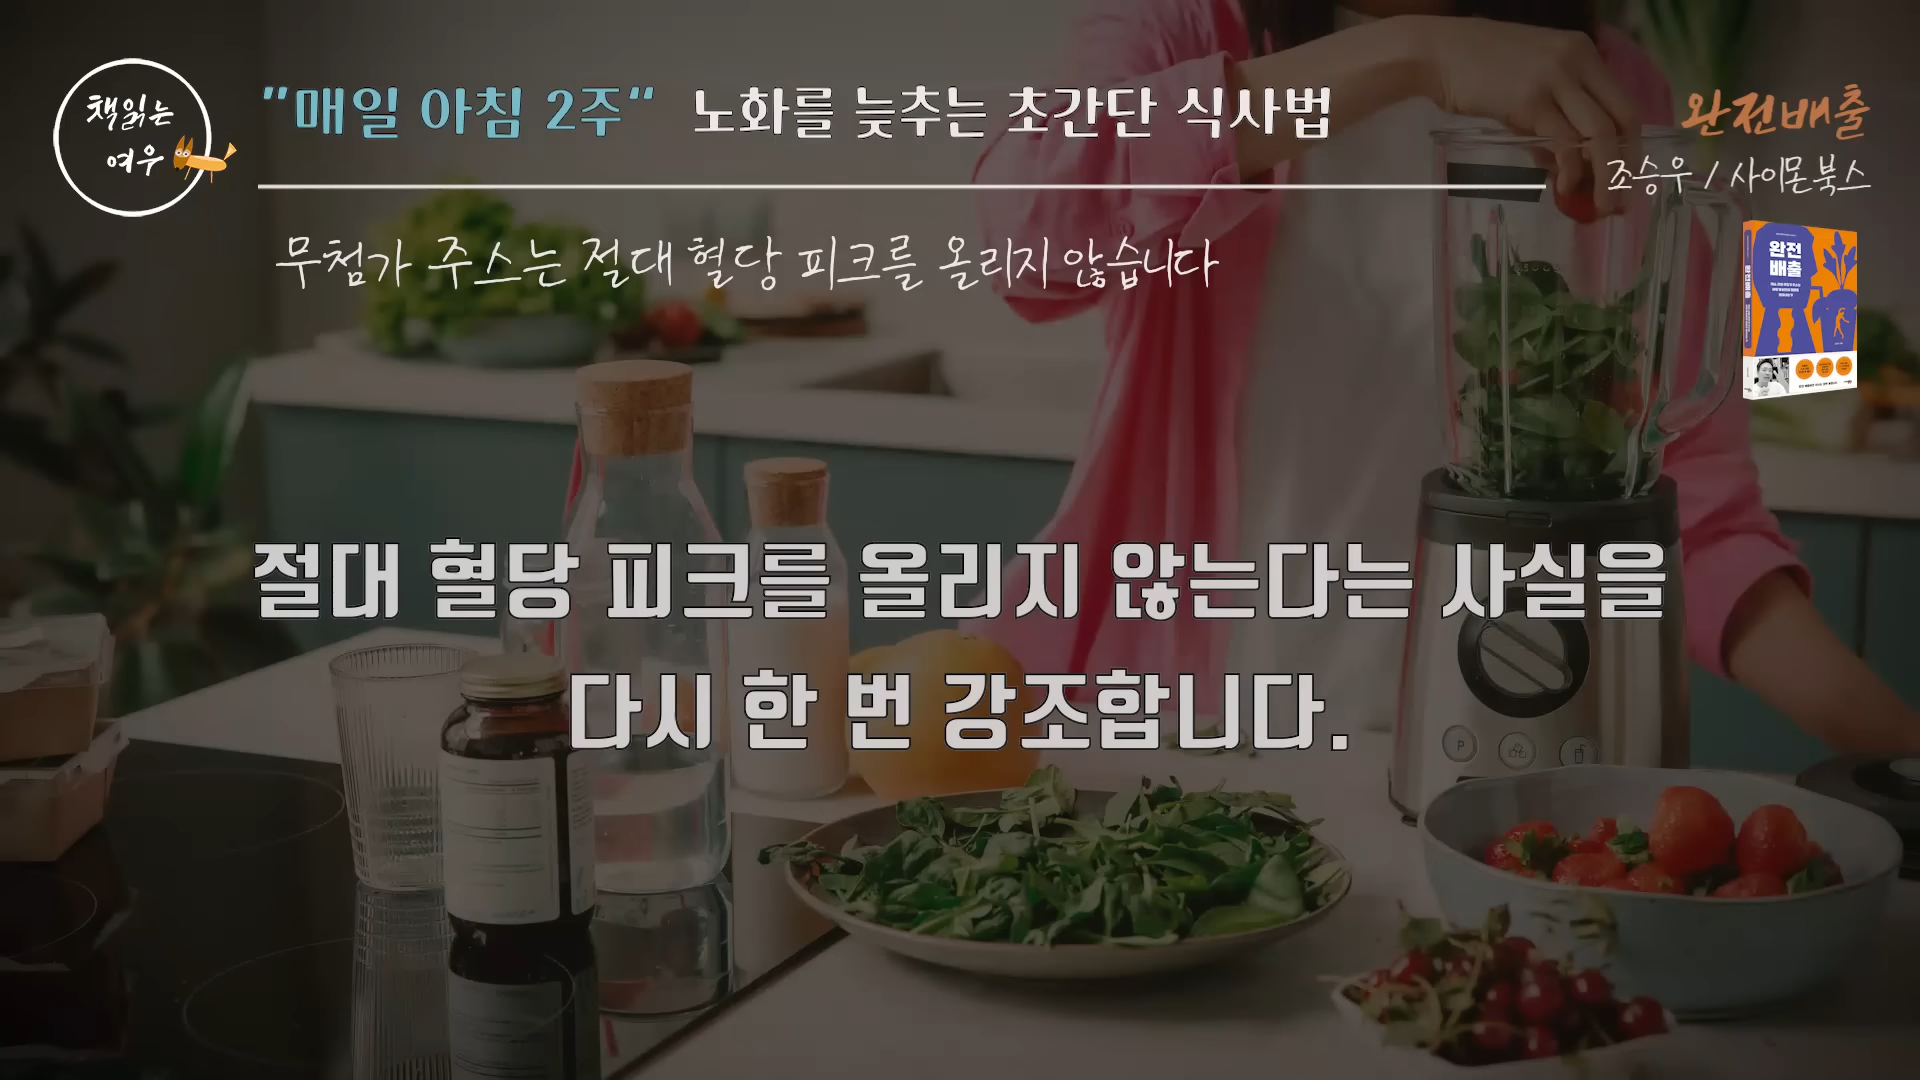 책읽는
여우
"매일 아침 2주" 노화를 늦추는 초간단 식사법
완전배출
조승우 / 사이몬북스
무첨가 주스는 절대 혈당 피크를 올리지 않습니다
완전
배출
절대 혈당 피크를 올리지 않는다는 사실을
다시 한 번 강조합니다.
P